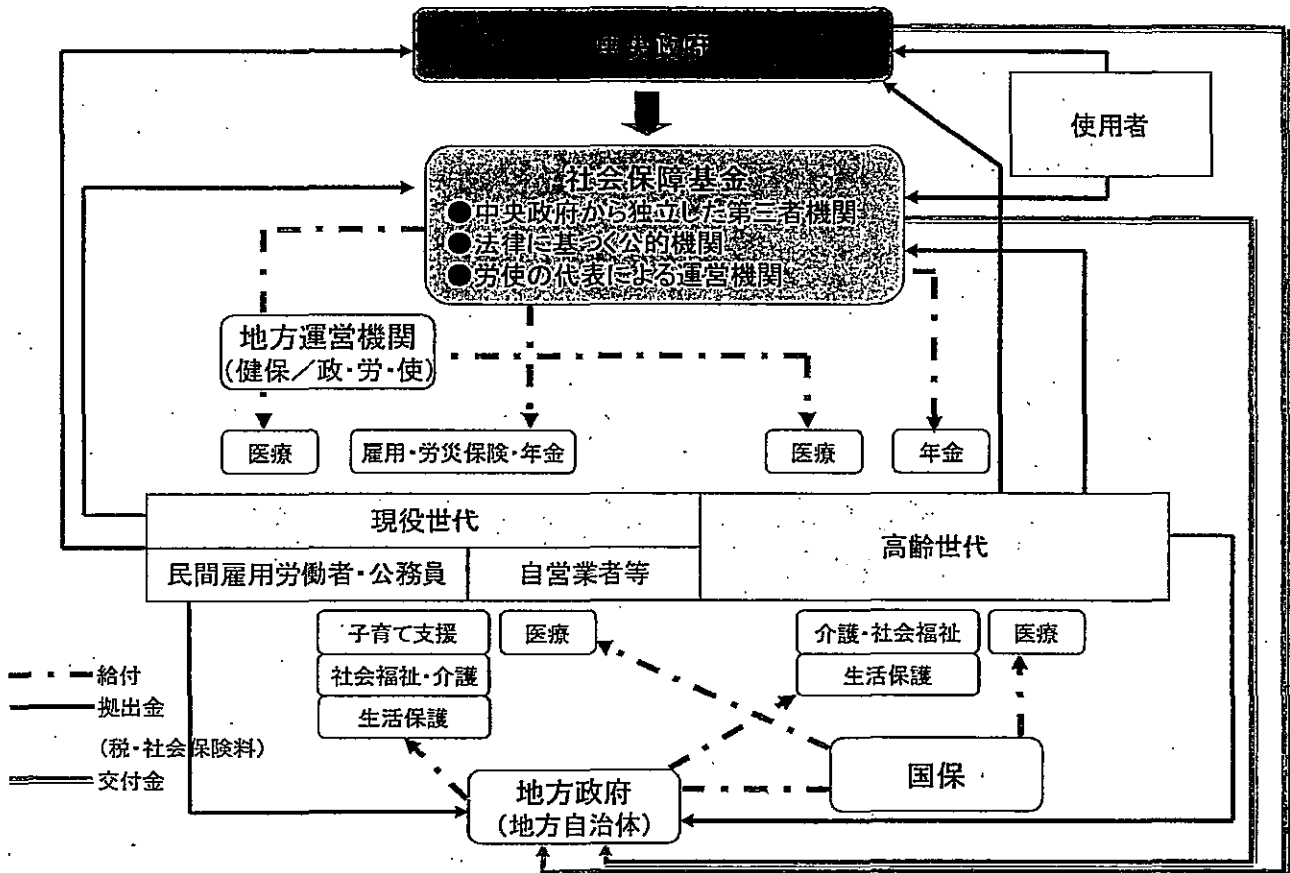 中央政府
使用者
社会保障基金
●中央政府から独立した第三者機関
●法律に基づく公的機関
●労使の代表による運営機関
地方運営機関
(健保/政・労・使)
医療
雇用・労災保険・年金
医療
年金
現役世代
高齢世代
民間雇用労働者・公務員
自営業者等
子育て支援
医療
介護・社会福祉
医療
社会福祉・介護
生活保護
生活保護
給付
拠出金
(税・社会保険料)
交付金
国保
地方政府
(地方自治体)